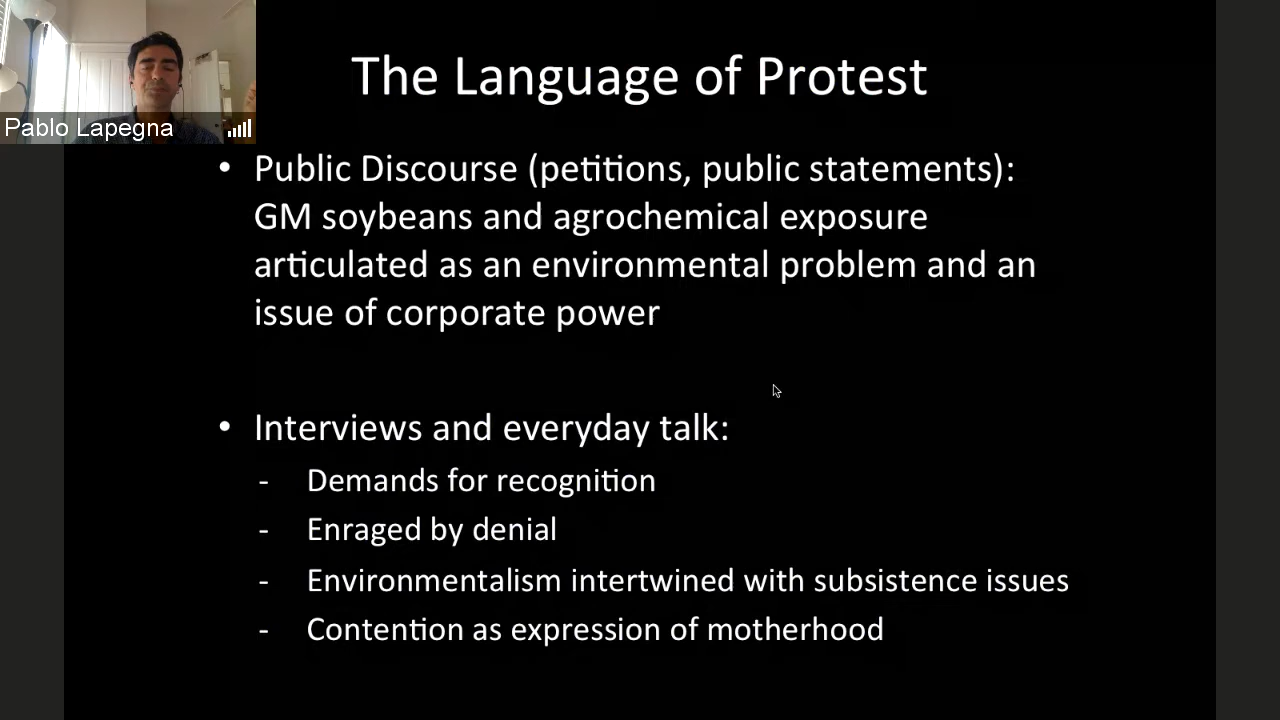 The Language of Protest
Pablo Lapegna
• Public Discourse (petitions, public statements):
GM soybeans and agrochemical exposure
articulated as an environmental problem and an
issue of corporate power
• Interviews and everyday talk:
- Demands for recognition
- Enraged by denial
- Environmentalism intertwined with subsistence issues
- Contention as expression of motherhood